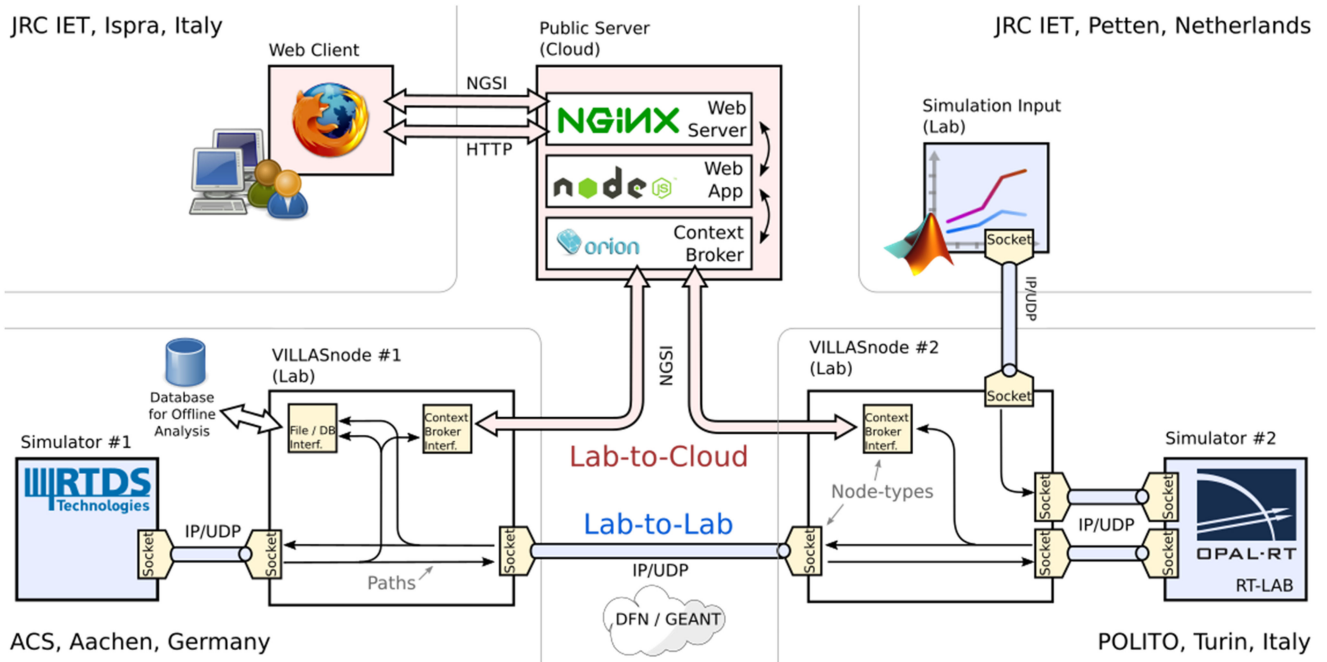 JRC IET, Ispra, Italy
Web Client
NGSI
HTTP
Public Server
(Cloud)
NGINX
Web
Server
node
JS
Web
App
orion
Context
Broker
JRC IET, Petten, Netherlands
Simulation Input
(Lab)
Socket
IP/UDP
Socket
NGSI
Database
for Offline
Analysis
VILLASnode #1
(Lab)
File / DB
Interf.
Context
Broker
Interf.
Simulator #1
RTDS
Technologies
Socket
IP/UDP
Socket
Paths
Socket
Lab-to-Cloud
Lab-to-Lab
IP/UDP
DFN / GEANT
VILLASnode #2
(Lab)
Context
Broker
Interf.
Node-types
Socket
Socket
Socket
IP/UDP
Socket
Socket
Simulator #2
OPAL-RT
RT-LAB
ACS, Aachen, Germany
POLITO, Turin, Italy